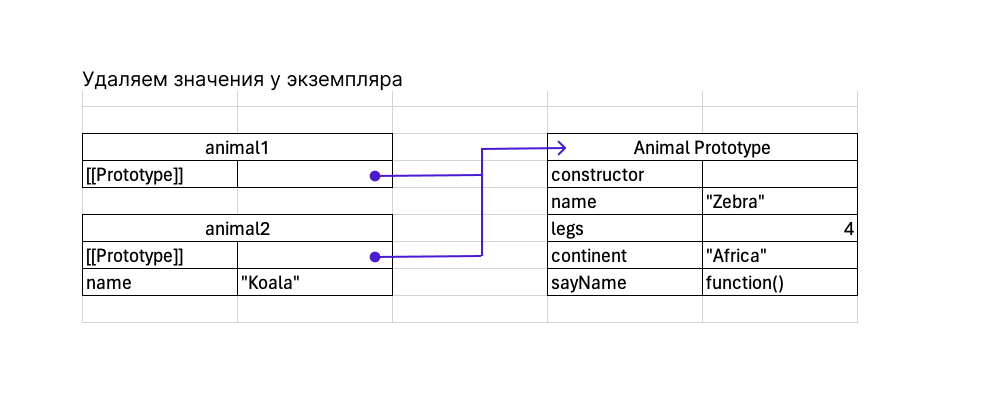 Удаляем значения у экземпляра
animal1
[[Prototype]]
animal2
[[Prototype]]
name "Koala"
Animal Prototype
constructor
name "Zebra"
legs 4
continent "Africa"
sayName function()